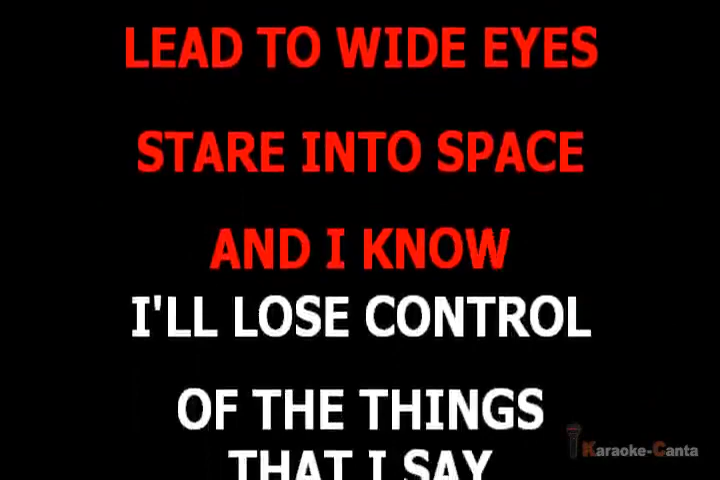 LEAD TO WIDE EYES
STARE INTO SPACE
AND I KNOW
I'LL LOSE CONTROL
OF THE THINGS
THAT I SAY
Karaoke-Canta